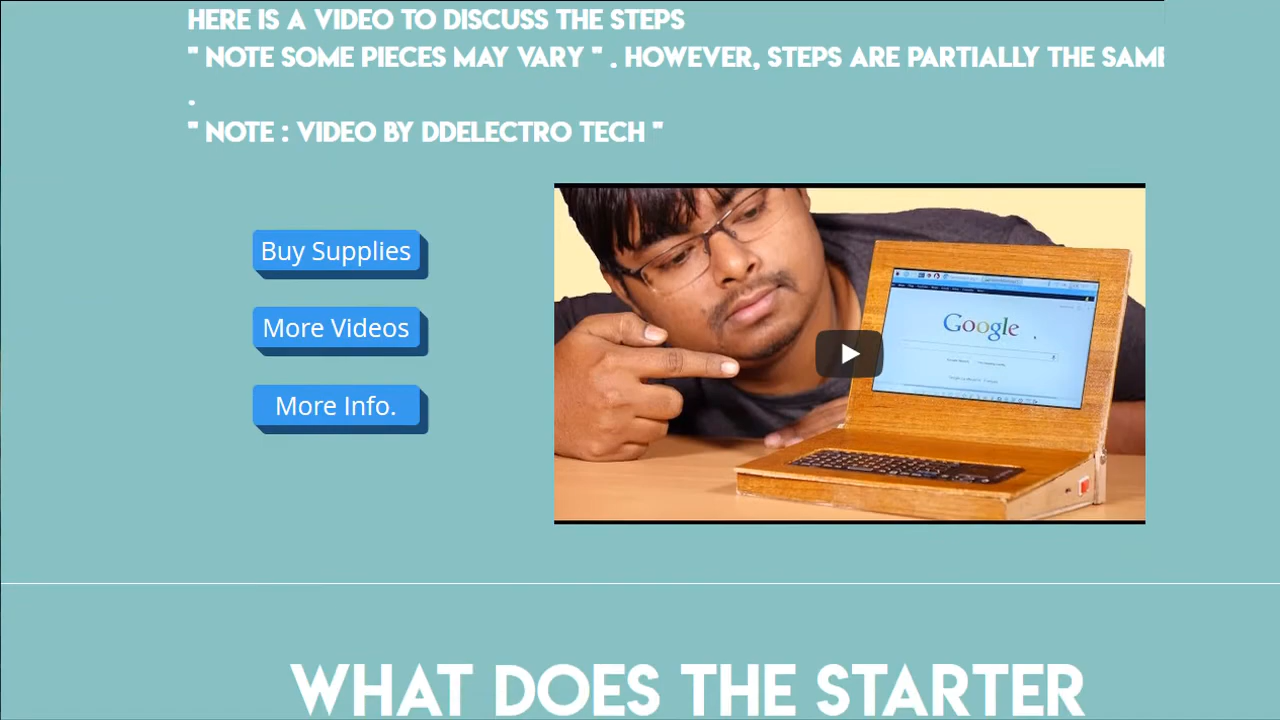 HERE IS A VIDEO TO DISCUSS THE STEPS
" NOTE SOME PIECES MAY VARY " . HOWEVER, STEPS ARE PARTIALLY THE SAME
.
" NOTE : VIDEO BY DDELECTRO TECH "
Buy Supplies
More Videos
More Info.
Google
WHAT DOES THE STARTER